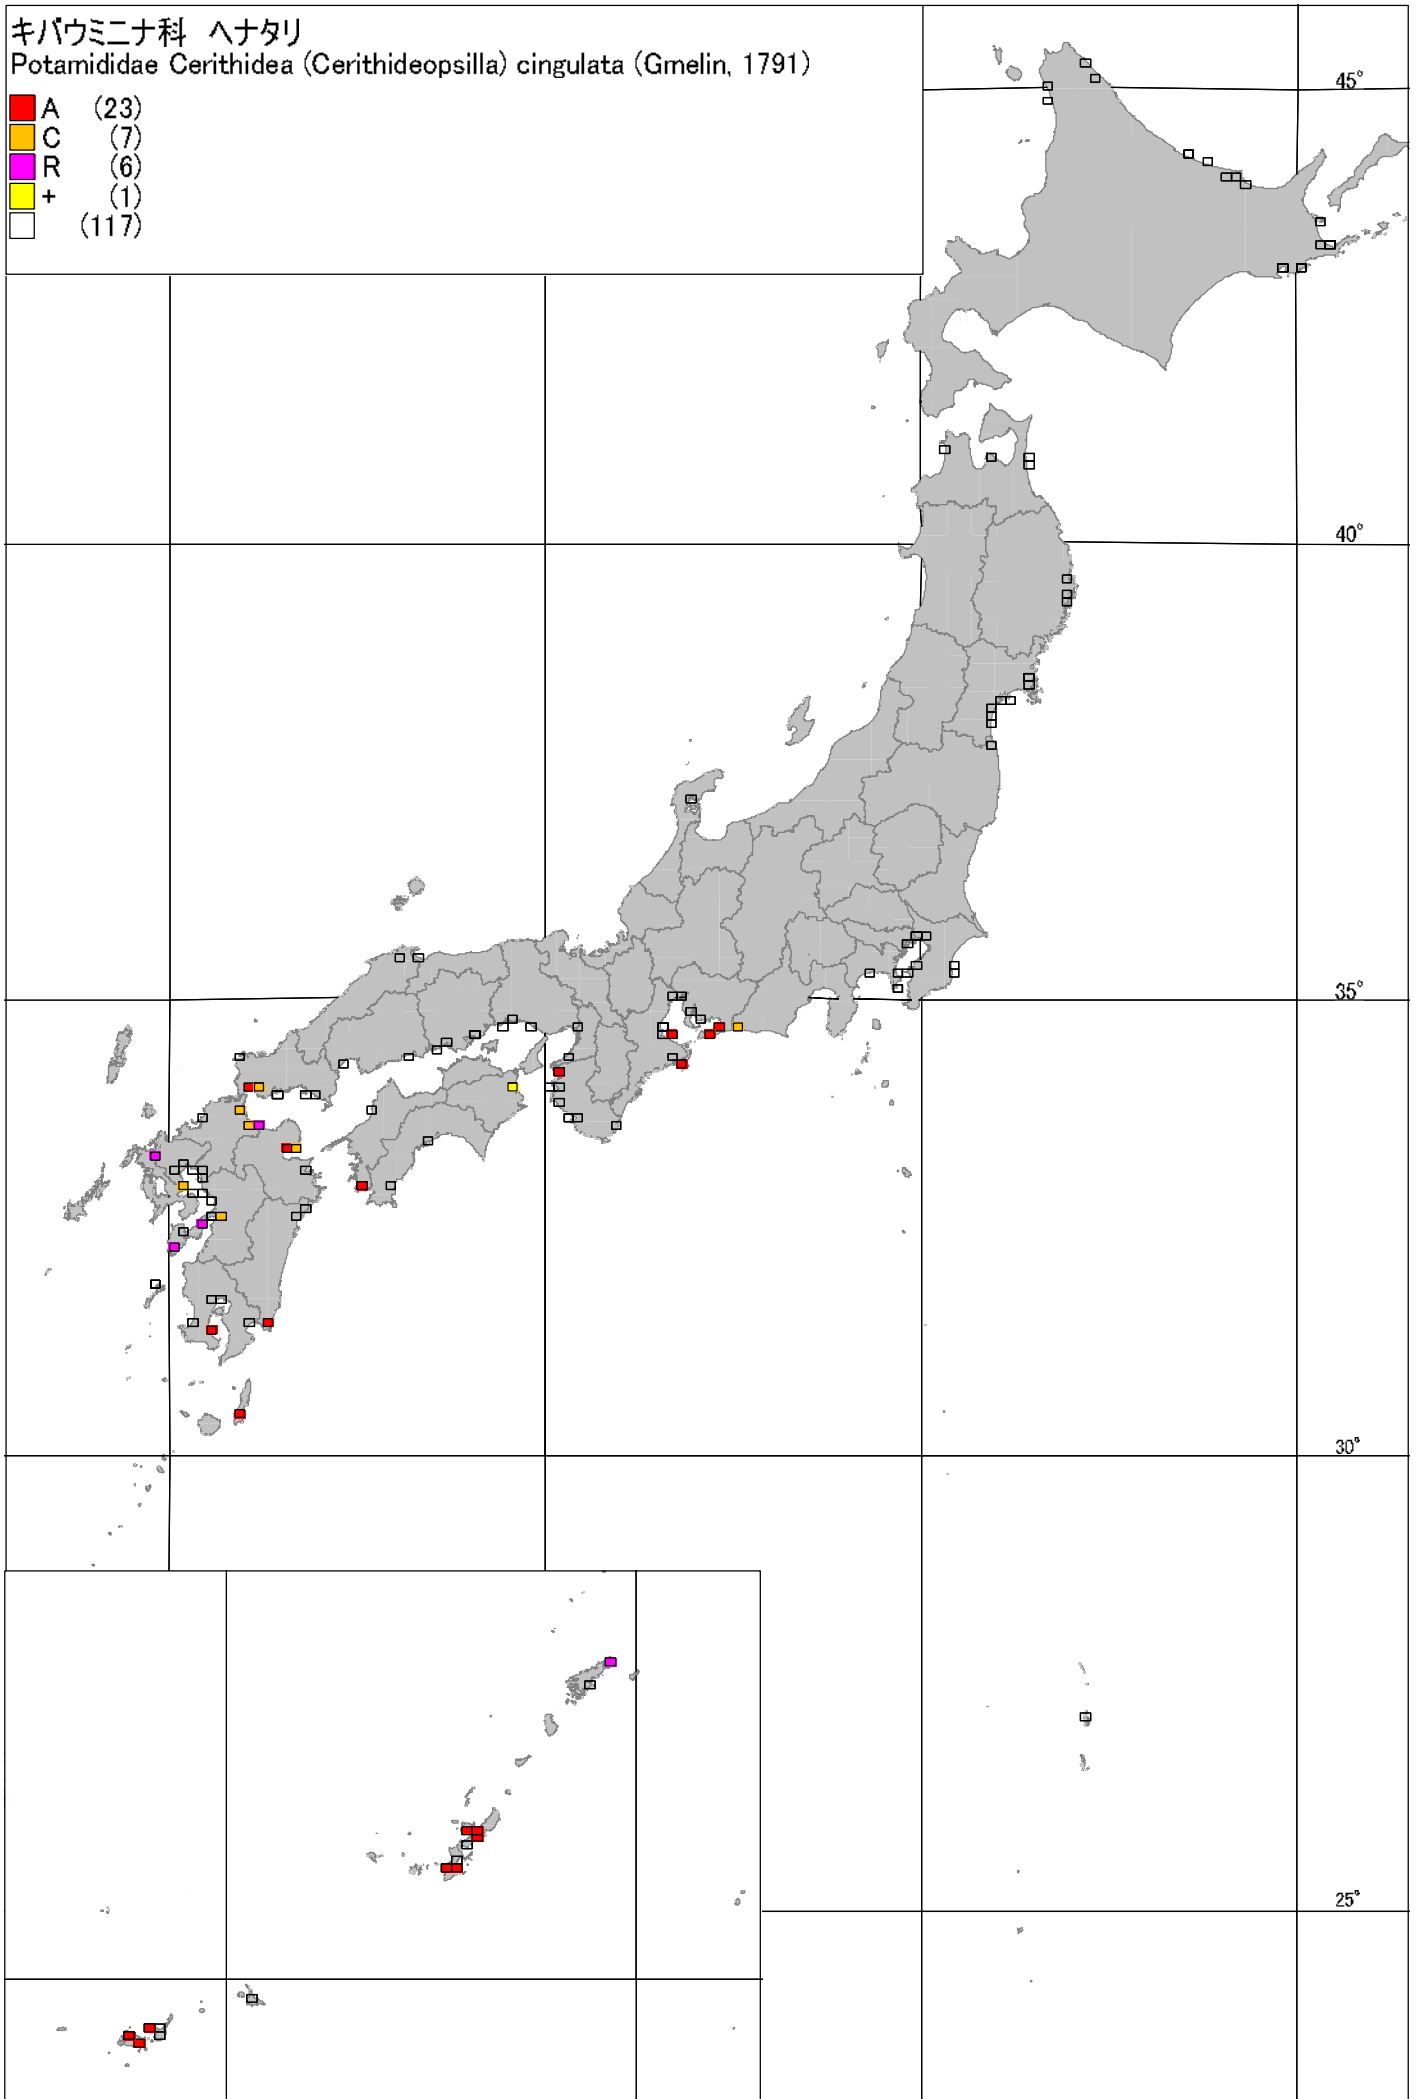 キバウミニナ科　ヘナタリ
Potamididae Cerithidea (Cerithideopsilla) cingulata (Gmelin, 1791)
A (23)
C (7)
R (6)
+ (1)
(117)
45°
40°
35°
30°
25°